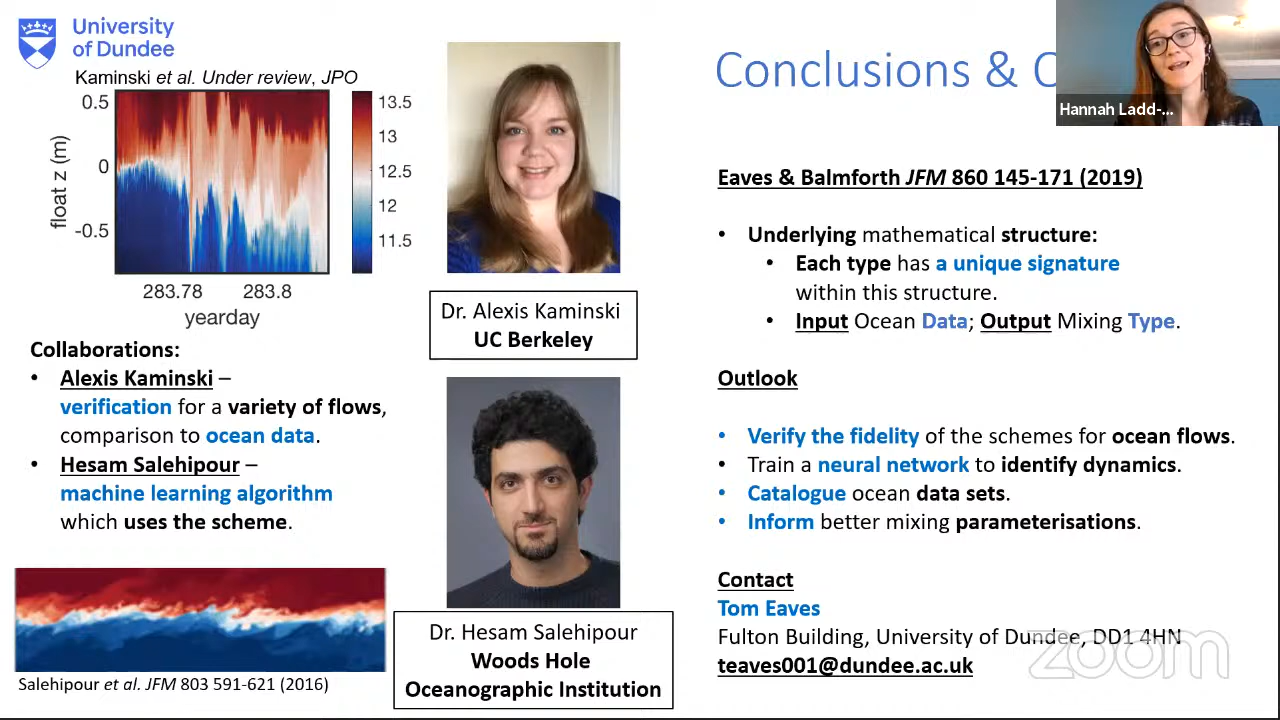 University
of Dundee
Kaminski et al. Under review, JPO
0.5
0
-0.5
float z (m)
283.78 283.8
yearday
13.5
13
12.5
12
11.5
Collaborations:
• Alexis Kaminski –
verification for a variety of flows,
comparison to ocean data.
• Hesam Salehipour –
machine learning algorithm
which uses the scheme.
Salehipour et al. JFM 803 591-621 (2016)
Dr. Alexis Kaminski
UC Berkeley
Dr. Hesam Salehipour
Woods Hole
Oceanographic Institution
Conclusions &
Hannah Ladd-...
Eaves & Balmforth JFM 860 145-171 (2019)
• Underlying mathematical structure:
• Each type has a unique signature
within this structure.
• Input Ocean Data; Output Mixing Type.
Outlook
• Verify the fidelity of the schemes for ocean flows.
• Train a neural network to identify dynamics.
• Catalogue ocean data sets.
• Inform better mixing parameterisations.
Contact
Tom Eaves
Fulton Building, University of Dundee, DD1 4HN
teaves001@dundee.ac.uk
zoom